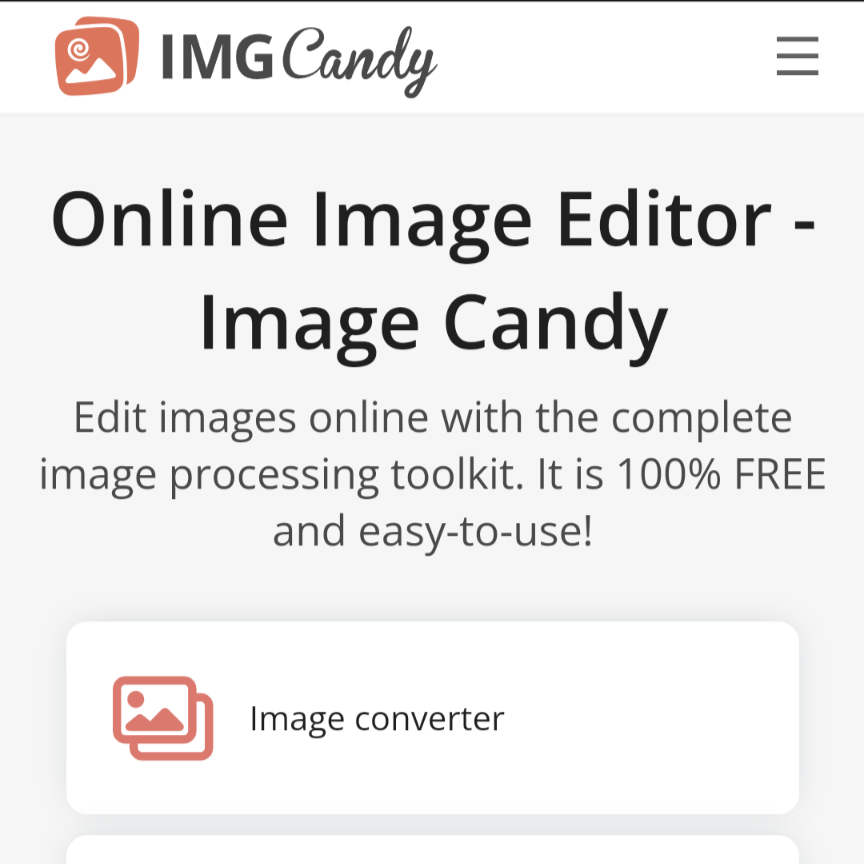 IMG Candy
Online Image Editor -
Image Candy
Edit images online with the complete
image processing toolkit. It is 100% FREE
and easy-to-use!
Image converter